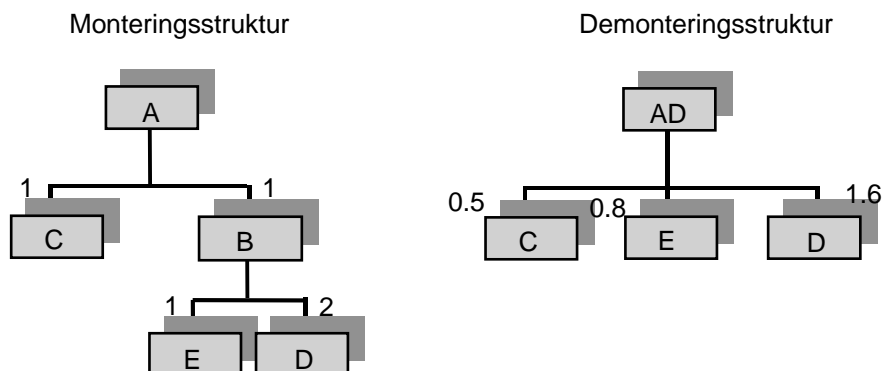 Monteringsstruktur
Demonteringsstruktur
A
AD
1
1
0.5
0.8
1.6
C
B
C
E
D
1
2
E
D